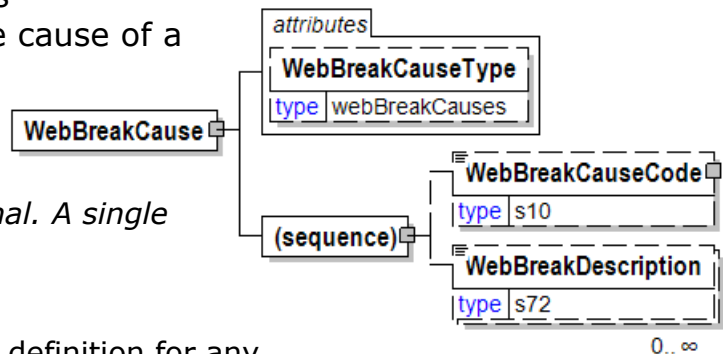 attributes
e cause of a
WebBreakCauseType
type webBreakCauses
WebBreakCause
WebBreakCauseCode
type s10
nal. A single
(sequence)
WebBreakDescription
type s72
0..∞
definition for any